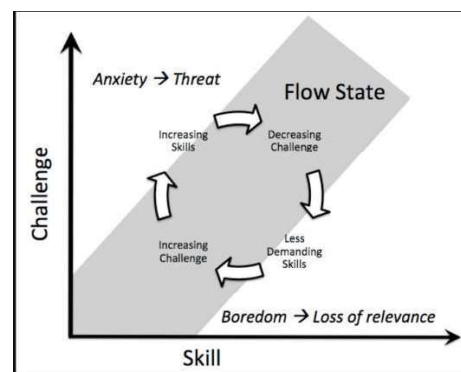 Anxiety → Threat
Flow State
Increasing
Skills
Decreasing
Challenge
Challenge
Increasing
Challenge
Less
Demanding
Skills
Boredom → Loss of relevance
Skill